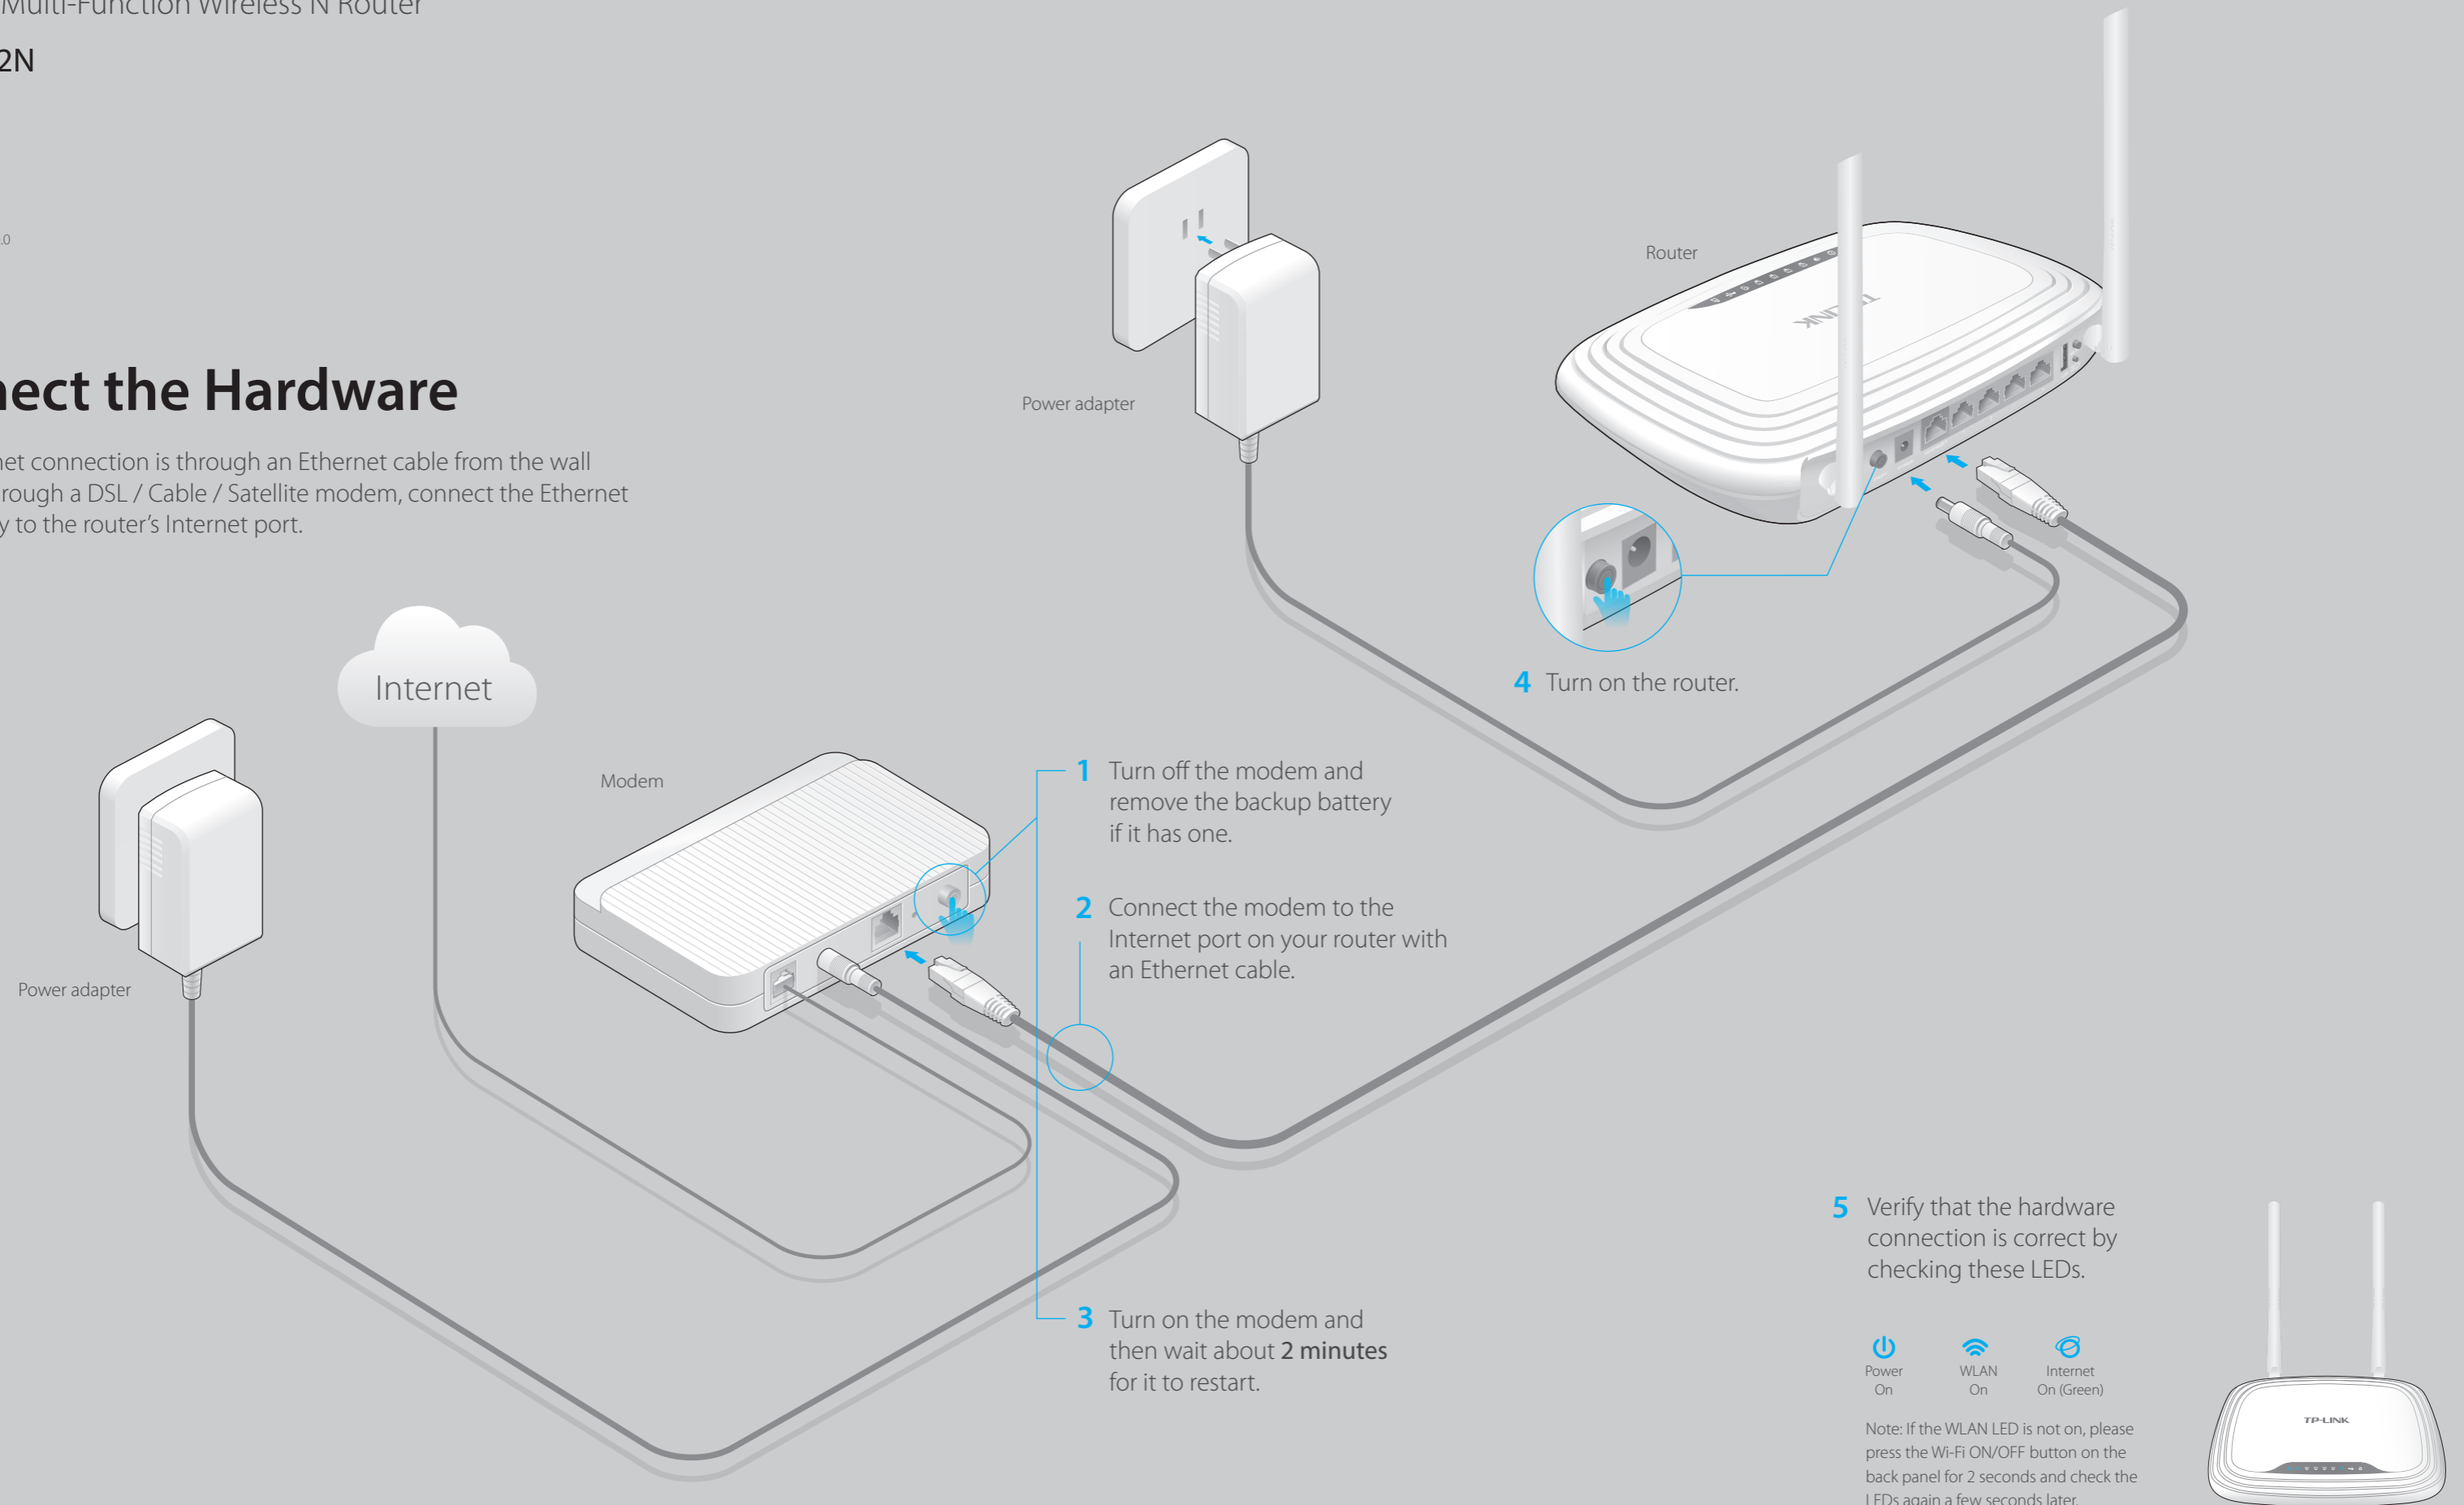 Multi-Function Wireless N Router
2N
.0
nect the Hardware
net connection is through an Ethernet cable from the wall
hrough a DSL / Cable / Satellite modem, connect the Ethernet
y to the router's Internet port.
Router
TP-LINK
Power adapter
4 Turn on the router.
Internet
Modem
1 Turn off the modem and
remove the backup battery
if it has one.
2 Connect the modem to the
Internet port on your router with
an Ethernet cable.
Power adapter
3 Turn on the modem and
then wait about 2 minutes
for it to restart.
5 Verify that the hardware
connection is correct by
checking these LEDs.
Power
On
WLAN
On
Internet
On (Green)
Note: If the WLAN LED is not on, please
press the Wi-Fi ON/OFF button on the
back panel for 2 seconds and check the
LEDs again a few seconds later.
TP-LINK